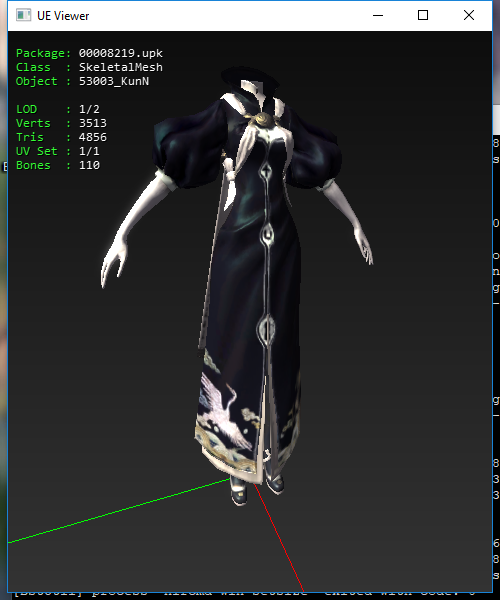 UE Viewer
Package: 00008219.upk
Class : SkeletalMesh
Object : 53003_KunN
LOD : 1/2
Verts : 3513
Tris : 4856
UV Set : 1/1
Bones : 110